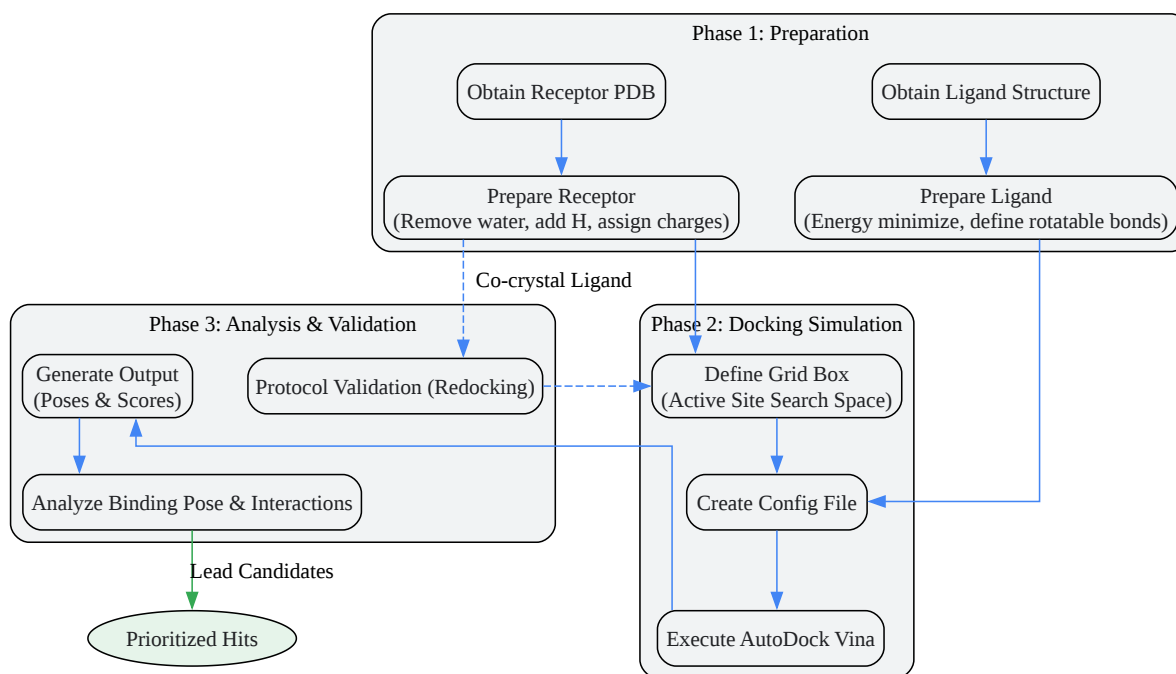 Phase 1: Preparation
Obtain Receptor PDB
Obtain Ligand Structure
Prepare Receptor
(Remove water, add H, assign charges)
Prepare Ligand
(Energy minimize, define rotatable bonds)
Co-crystal Ligand
Phase 3: Analysis & Validation
Phase 2: Docking Simulation
Generate Output
(Poses & Scores)
Protocol Validation (Redocking)
Define Grid Box
(Active Site Search Space)
Analyze Binding Pose & Interactions
Create Config File
Lead Candidates
Prioritized Hits
Execute AutoDock Vina